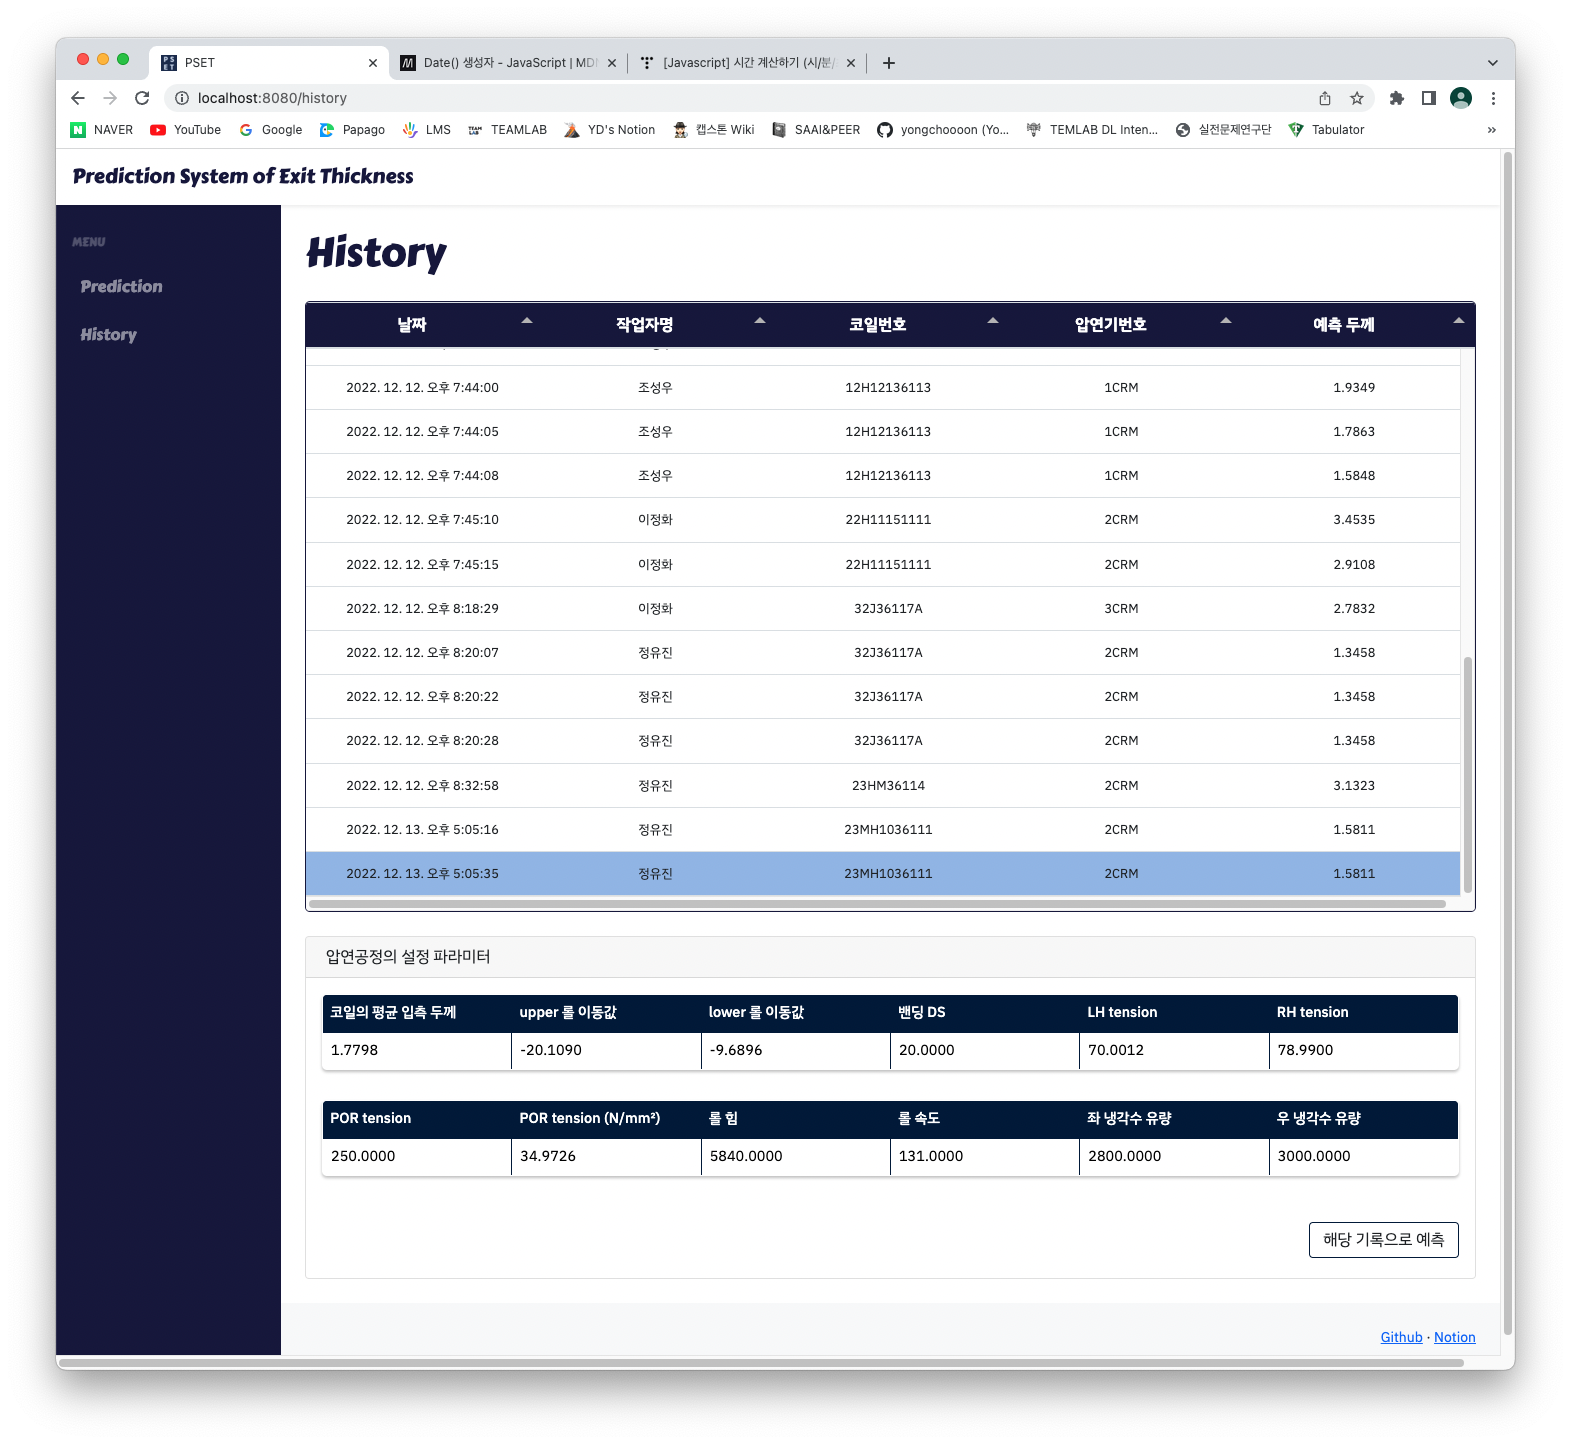 PSET
Date() 생성자 - JavaScript | MD
[Javascript] 시간 계산하기 (시/분/
localhost:8080/history
NAVER YouTube Google Papago LMS TEAMLAB YD's Notion 캡스톤 Wiki SAAI&PEER yongchoooon (Yo... TEMLAB DL Inten... 실전문제연구단 Tabulator »
Prediction System of Exit Thickness
MENU
Prediction
History
History
날짜 작업자명 코일번호 압연기번호 예측 두께
2022. 12. 12. 오후 7:44:00 조성우 12H12136113 1CRM 1.9349
2022. 12. 12. 오후 7:44:05 조성우 12H12136113 1CRM 1.7863
2022. 12. 12. 오후 7:44:08 조성우 12H12136113 1CRM 1.5848
2022. 12. 12. 오후 7:45:10 이정화 22H11151111 2CRM 3.4535
2022. 12. 12. 오후 7:45:15 이정화 22H11151111 2CRM 2.9108
2022. 12. 12. 오후 8:18:29 이정화 32J36117A 3CRM 2.7832
2022. 12. 12. 오후 8:20:07 정유진 32J36117A 2CRM 1.3458
2022. 12. 12. 오후 8:20:22 정유진 32J36117A 2CRM 1.3458
2022. 12. 12. 오후 8:20:28 정유진 32J36117A 2CRM 1.3458
2022. 12. 12. 오후 8:32:58 정유진 23HM36114 2CRM 3.1323
2022. 12. 13. 오후 5:05:16 정유진 23MH1036111 2CRM 1.5811
2022. 12. 13. 오후 5:05:35 정유진 23MH1036111 2CRM 1.5811
압연공정의 설정 파라미터
코일의 평균 입측 두께 upper 롤 이동값 lower 롤 이동값 밴딩 DS LH tension RH tension
1.7798 -20.1090 -9.6896 20.0000 70.0012 78.9900
POR tension POR tension (N/mm²) 롤 힘 롤 속도 좌 냉각수 유량 우 냉각수 유량
250.0000 34.9726 5840.0000 131.0000 2800.0000 3000.0000
해당 기록으로 예측
Github · Notion